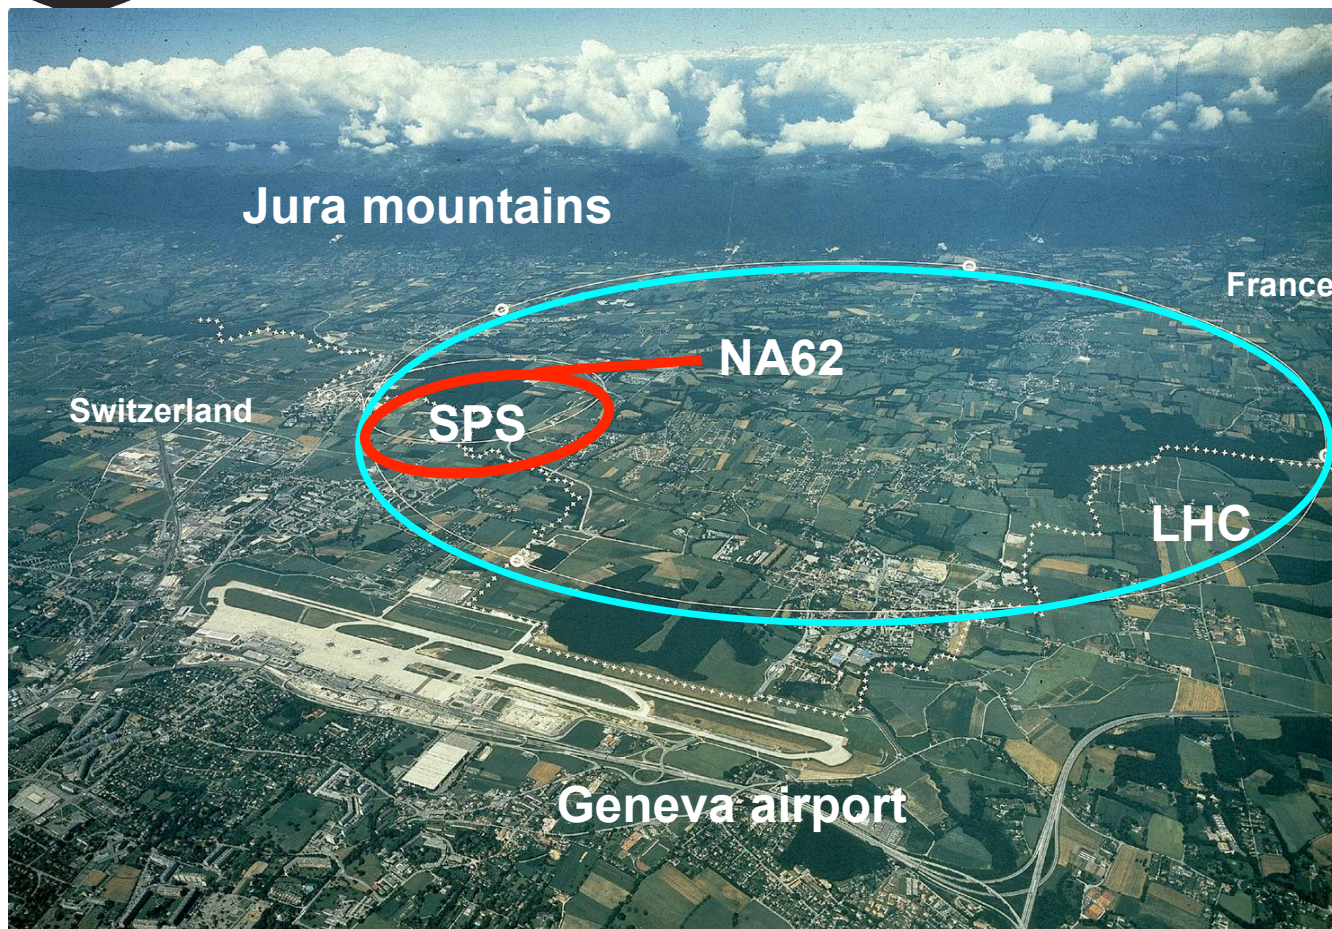 Jura mountains
France
NA62
Switzerland
SPS
LHC
Geneva airport